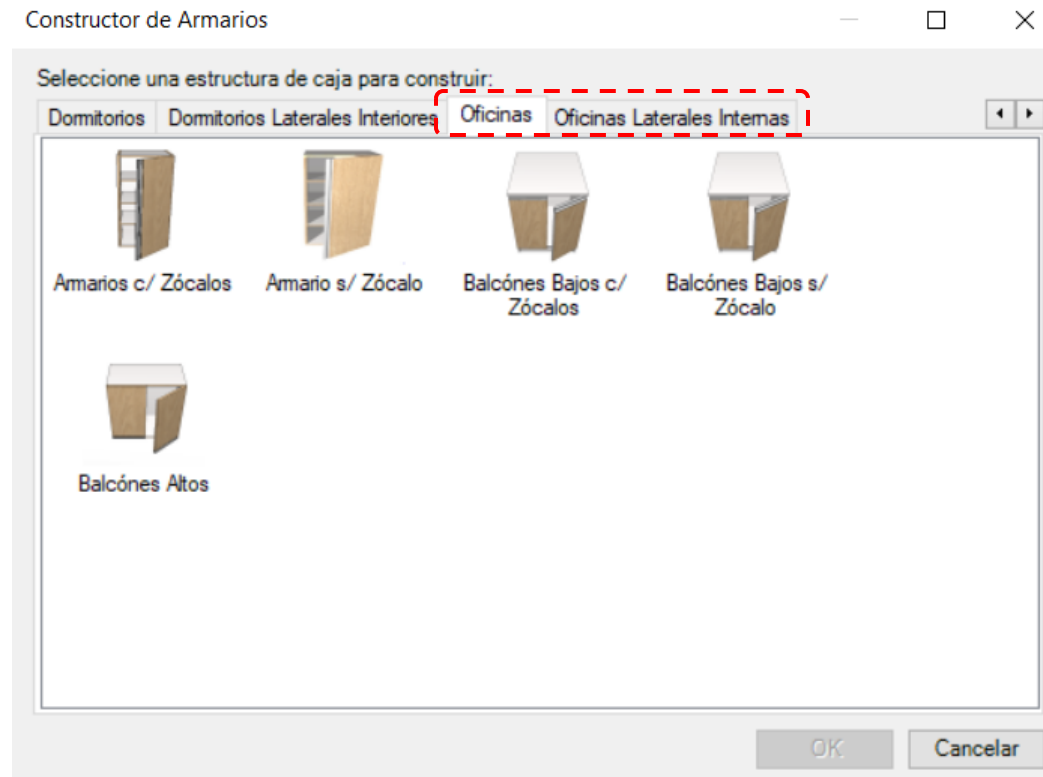 Constructor de Armarios
Seleccione una estructura de caja para construir:
Dormitorios Dormitorios Laterales Interiores Oficinas Oficinas Laterales Internas
Armarios c/ Zócalos Armario s/ Zócalo Balcónes Bajos c/ Balcónes Bajos s/
Zócalos Zócalo
Balcónes Altos
OK Cancelar